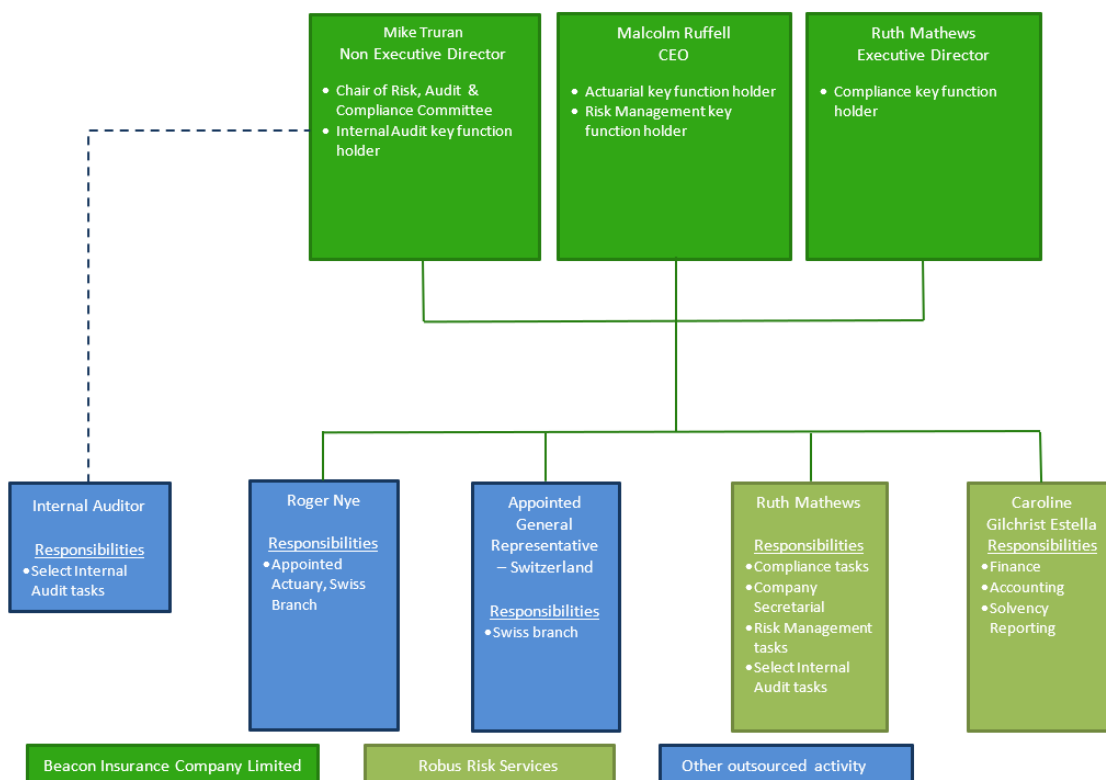 Mike Truran
Non Executive Director
• Chair of Risk, Audit &
Compliance Committee
• Internal Audit key function
holder
Malcolm Ruffell
CEO
• Actuarial key function holder
• Risk Management key
function holder
Ruth Mathews
Executive Director
• Compliance key function
holder
Internal Auditor
Responsibilities
• Select Internal
Audit tasks
Roger Nye
Responsibilities
• Appointed
Actuary, Swiss
Branch
Appointed
General
Representative
– Switzerland
Responsibilities
• Swiss branch
Ruth Mathews
Responsibilities
• Compliance tasks
• Company
Secretarial
• Risk Management
tasks
• Select Internal
Audit tasks
Caroline
Gilchrist Estella
Responsibilities
• Finance
• Accounting
• Solvency
Reporting
Beacon Insurance Company Limited
Robus Risk Services
Other outsourced activity